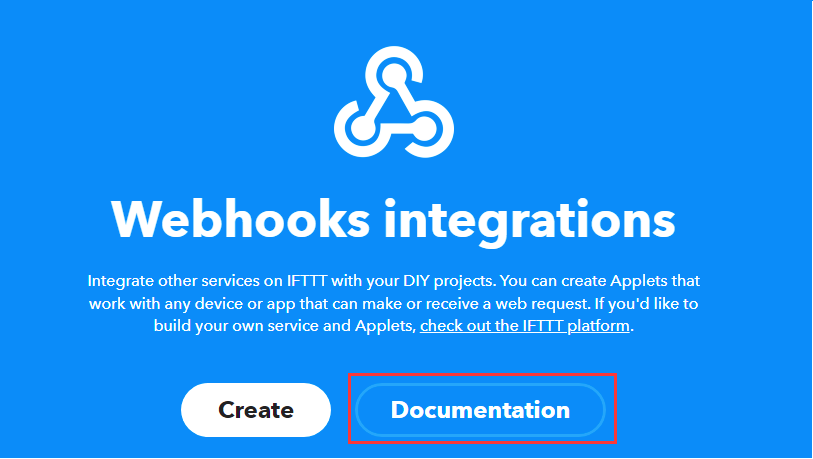 Webhooks integrations
Integrate other services on IFTTT with your DIY projects. You can create Applets that
work with any device or app that can make or receive a web request. If you'd like to
build your own service and Applets, check out the IFTTT platform.
Create
Documentation